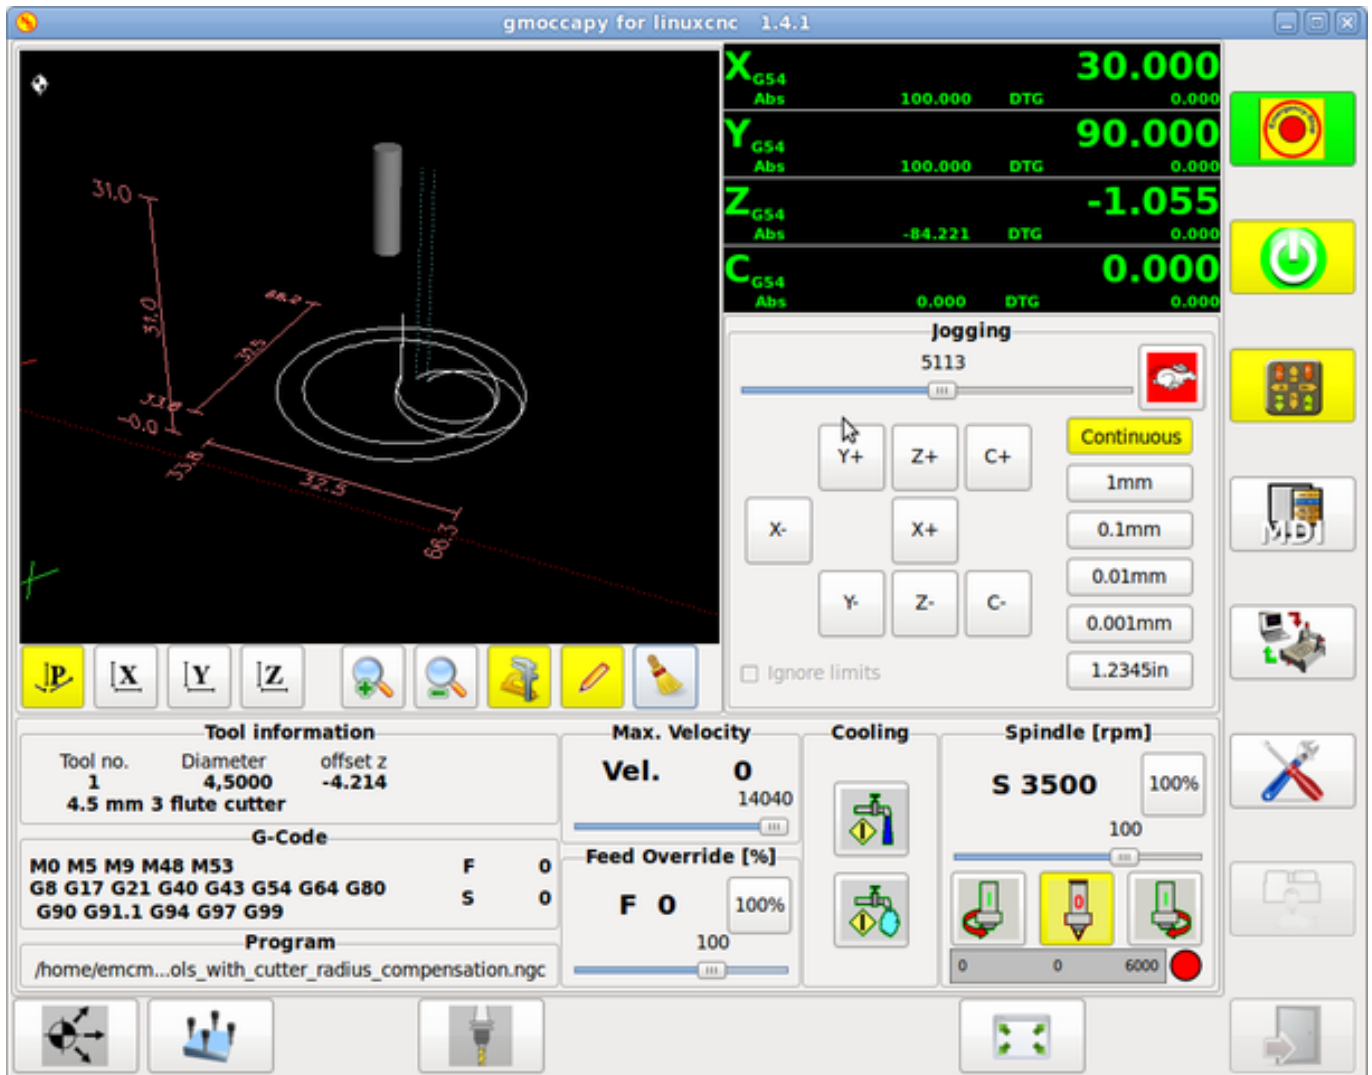 gmoccapy for linuxcnc 1.4.1
X G54 30.000
Abs 100.000 DTG 0.000
Y G54 90.000
Abs 100.000 DTG 0.000
Z G54 -1.055
Abs -84.221 DTG 0.000
C G54 0.000
Abs 0.000 DTG 0.000
31.0
31.0
33.8
-0.0
33.8
32.5
66.3
Jogging
5113
Y+ Z+ C+
X- X+
Y- Z- C-
Continuous
1mm
0.1mm
0.01mm
0.001mm
1.2345in
Ignore limits
MDI
P X Y Z
Tool information
Tool no. Diameter offset z
1 4,5000 -4.214
4.5 mm 3 flute cutter
G-Code
M0 M5 M9 M48 M53 F 0
G8 G17 G21 G40 G43 G54 G64 G80 S 0
G90 G91.1 G94 G97 G99
Program
/home/emcm...ols_with_cutter_radius_compensation.ngc
Max. Velocity
Vel. 0
14040
Feed Override [%]
F 0 100%
100
Cooling
Spindle [rpm]
S 3500 100%
100
0 0 6000